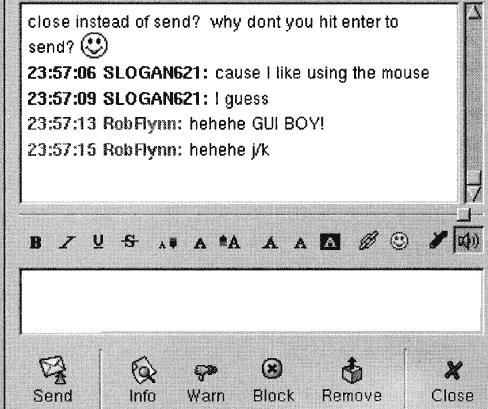 close instead of send? why dont you hit enter to
send?
23:57:06 SLOGAN621: cause I like using the mouse
23:57:09 SLOGAN621: I guess
23:57:13 RobFlynn: hehehe GUI BOY!
23:57:15 RobFlynn: hehehe j/k
B I U S A A A A A A
Send Info Warn Block Remove Close